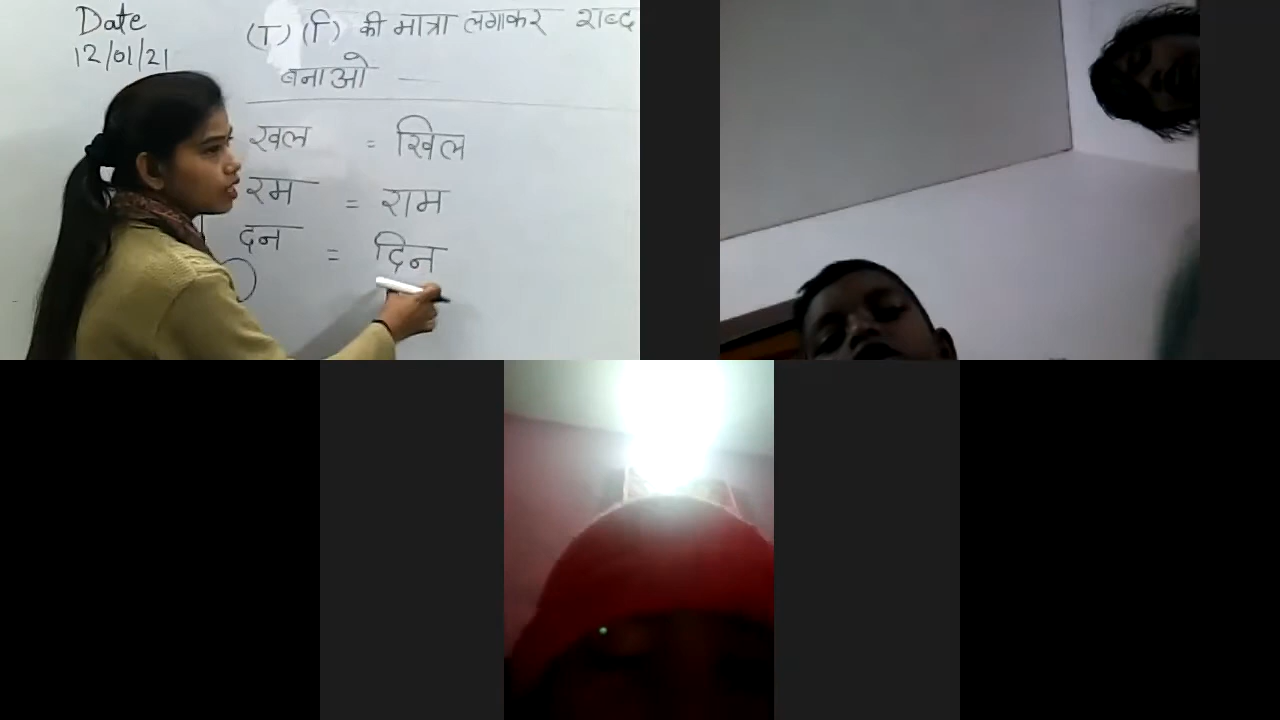 Date
12/01/21
(ा) (ि) की मात्रा लगाकर शब्द
बनाओ —
खल = खिल
रम = राम
दन = दिन